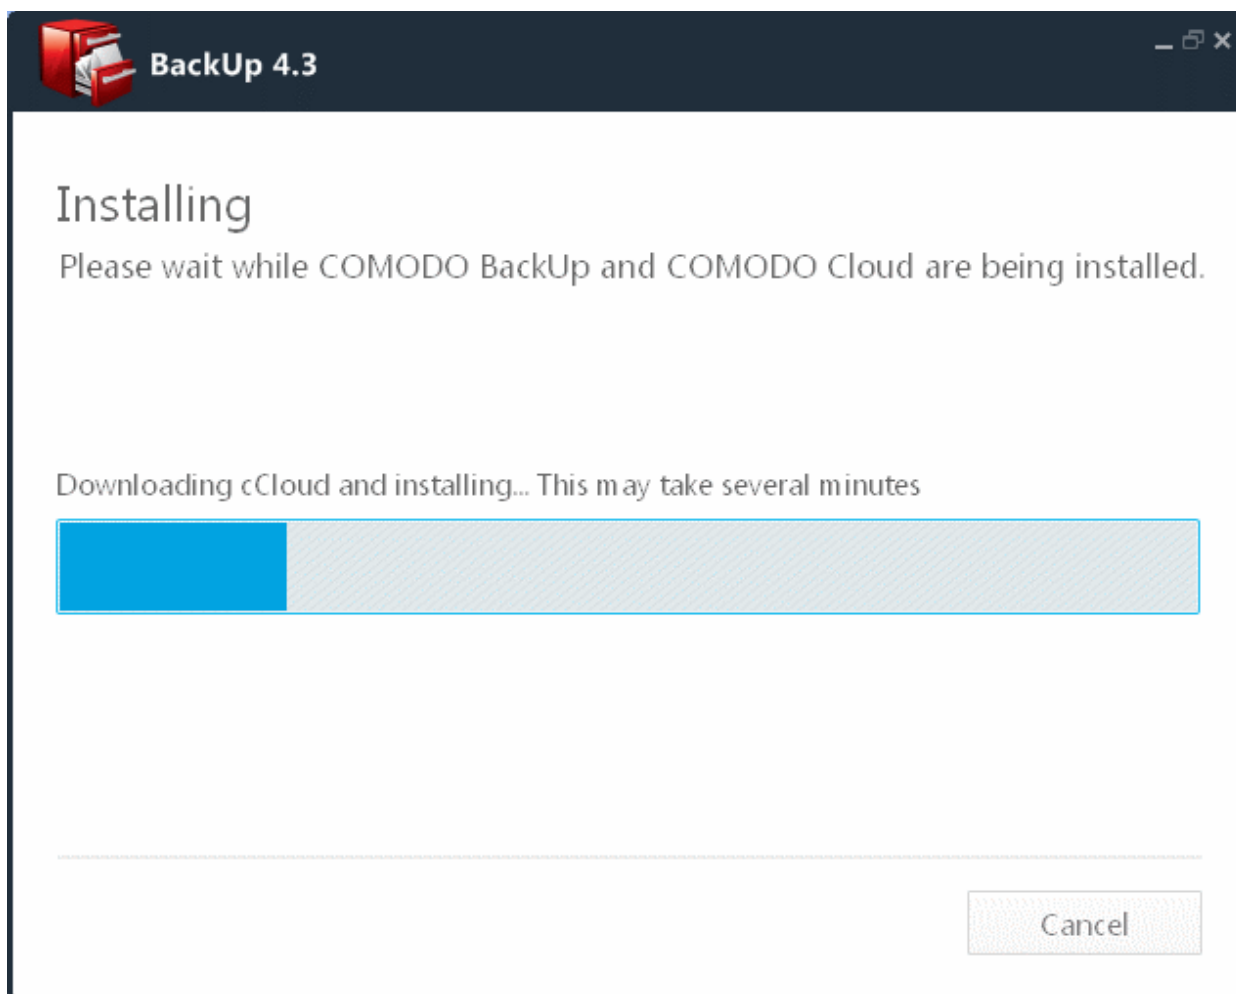 BackUp 4.3
Installing
Please wait while COMODO BackUp and COMODO Cloud are being installed.
Downloading cCloud and installing... This may take several minutes
Cancel